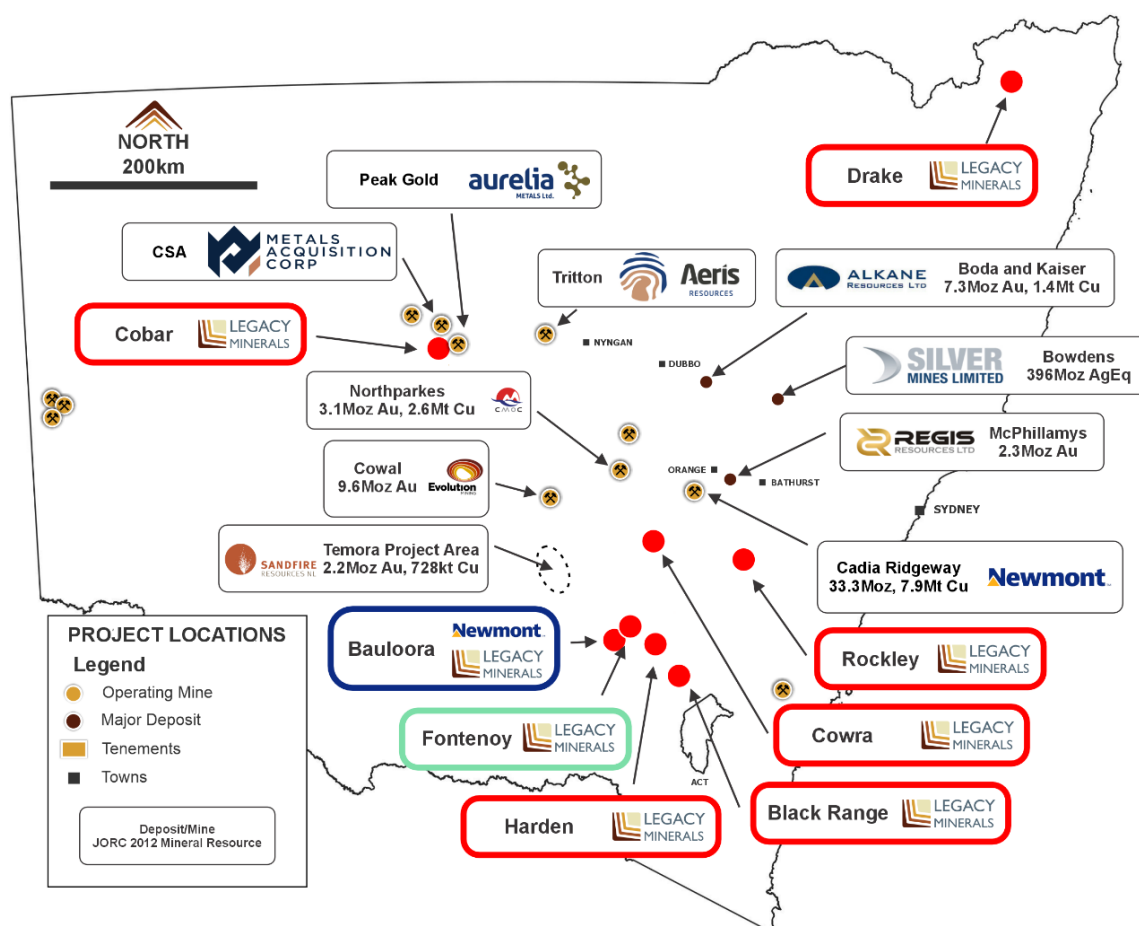 NORTH
200km
Peak Gold
aurelia
METALS Ltd.
CSA
METALS
ACQUISITION
CORP
Drake
LEGACY
MINERALS
Tritton
Aeris
RESOURCES
ALKANE
RESOURCES LTD
Boda and Kaiser
7.3Moz Au, 1.4Mt Cu
Cobar
LEGACY
MINERALS
NYNGAN
DUBBO
SILVER
MINES LIMITED
Bowdens
396Moz AgEq
Northparkes
3.1Moz Au, 2.6Mt Cu
CMOC
REGIS
RESOURCES LTD
McPhillamys
2.3Moz Au
Cowal
9.6Moz Au
Evolution
MINING
ORANGE
BATHURST
SYDNEY
SANDFIRE
RESOURCES NL
Temora Project Area
2.2Moz Au, 728kt Cu
Cadia Ridgeway
33.3Moz, 7.9Mt Cu
Newmont
Bauloora
Newmont
LEGACY
MINERALS
Rockley
LEGACY
MINERALS
Fontenoy
LEGACY
MINERALS
Cowra
LEGACY
MINERALS
ACT
Harden
LEGACY
MINERALS
Black Range
LEGACY
MINERALS
PROJECT LOCATIONS
Legend
Operating Mine
Major Deposit
Tenements
Towns
Deposit/Mine
JORC 2012 Mineral Resource